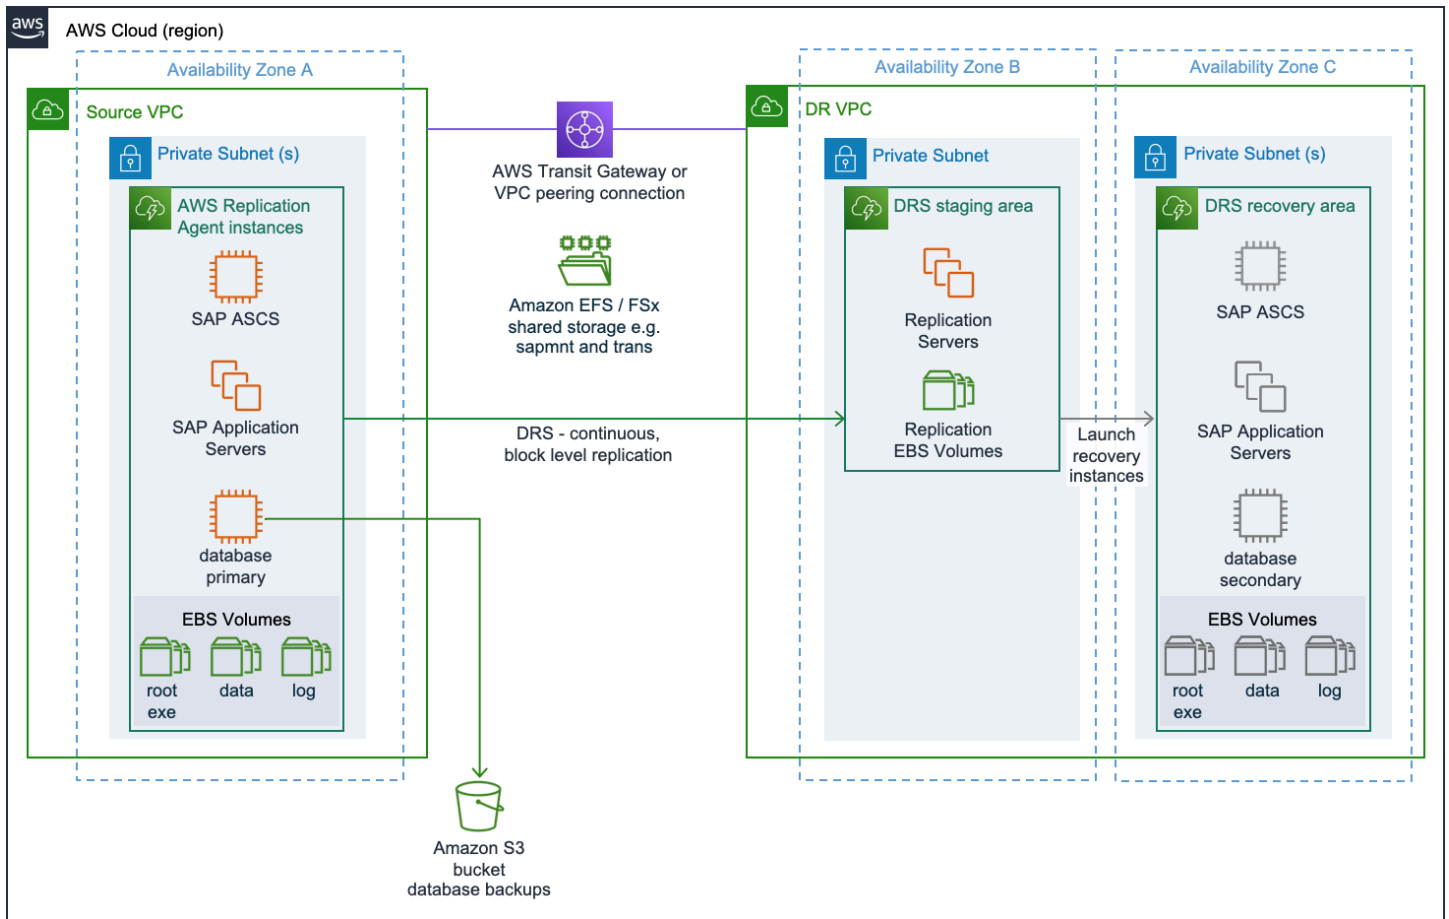 aws
AWS Cloud (region)
Availability Zone A
Source VPC
Private Subnet (s)
AWS Replication
Agent instances
SAP ASCS
SAP Application
Servers
database
primary
EBS Volumes
root
exe
data
log
AWS Transit Gateway or
VPC peering connection
Amazon EFS / FSx
shared storage e.g.
sapmnt and trans
DRS - continuous,
block level replication
Amazon S3
bucket
database backups
Availability Zone B
DR VPC
Private Subnet
DRS staging area
Replication
Servers
Replication
EBS Volumes
Launch
recovery
instances
Availability Zone C
Private Subnet (s)
DRS recovery area
SAP ASCS
SAP Application
Servers
database
secondary
EBS Volumes
root
exe
data
log